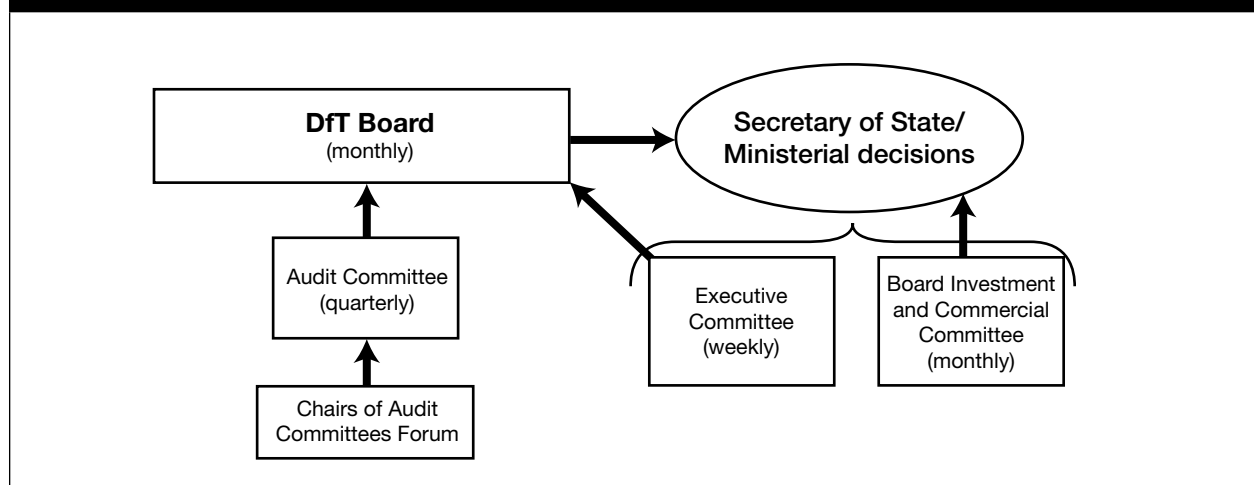 DfT Board
(monthly)
Secretary of State/
Ministerial decisions
Audit Committee
(quarterly)
Executive
Committee
(weekly)
Board Investment
and Commercial
Committee
(monthly)
Chairs of Audit
Committees Forum